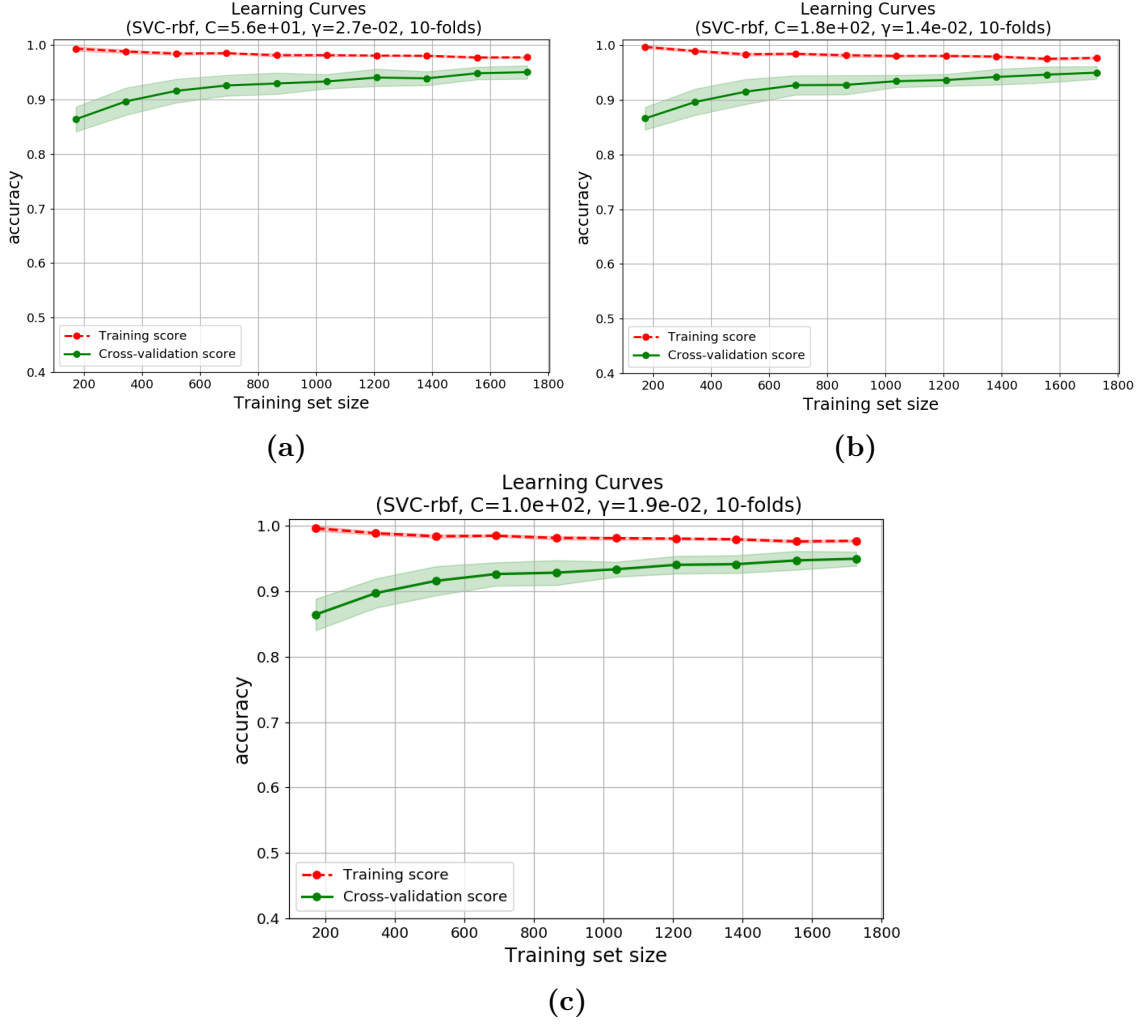 Learning Curves
(SVC-rbf, C=5.6e+01, γ=2.7e-02, 10-folds)
1.0
0.9
0.8
0.7
0.6
0.5
0.4
accuracy
Training score
Cross-validation score
200 400 600 800 1000 1200 1400 1600 1800
Training set size
(a)
Learning Curves
(SVC-rbf, C=1.8e+02, γ=1.4e-02, 10-folds)
1.0
0.9
0.8
0.7
0.6
0.5
0.4
accuracy
Training score
Cross-validation score
200 400 600 800 1000 1200 1400 1600 1800
Training set size
(b)
Learning Curves
(SVC-rbf, C=1.0e+02, γ=1.9e-02, 10-folds)
1.0
0.9
0.8
0.7
0.6
0.5
0.4
accuracy
Training score
Cross-validation score
200 400 600 800 1000 1200 1400 1600 1800
Training set size
(c)